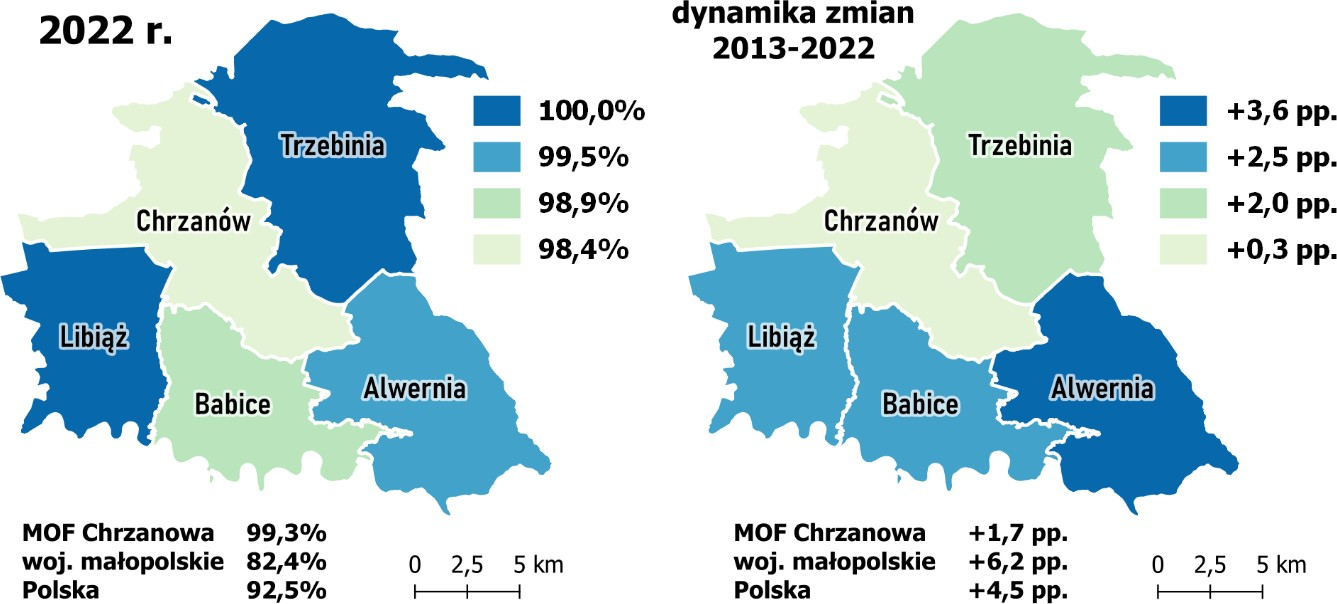 2022 r.
100,0%
99,5%
98,9%
98,4%
Trzebinia
Chrzanów
Libiąż
Babice
Alwernia
MOF Chrzanowa 99,3%
woj. małopolskie 82,4%
Polska 92,5%
0 2,5 5 km
dynamika zmian
2013-2022
+3,6 pp.
+2,5 pp.
+2,0 pp.
+0,3 pp.
Trzebinia
Chrzanów
Libiąż
Babice
Alwernia
MOF Chrzanowa +1,7 pp.
woj. małopolskie +6,2 pp.
Polska +4,5 pp.
0 2,5 5 km